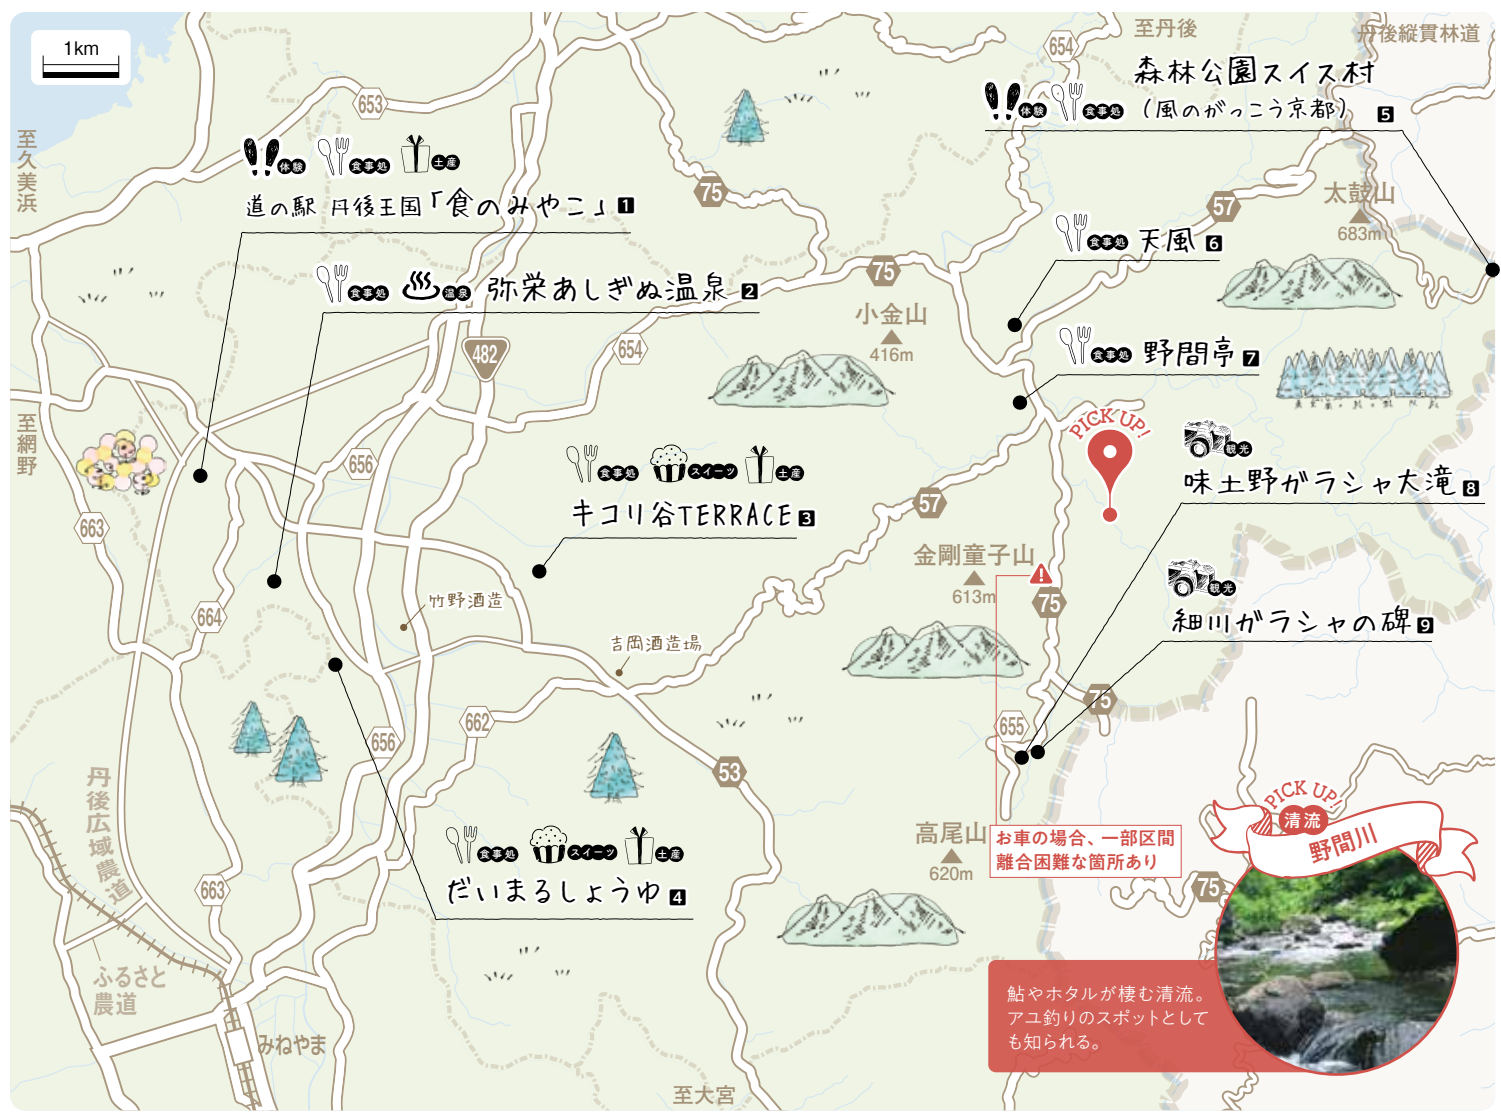 1km
至丹後
丹後縦貫林道
654
653
至久美浜
森林公園スイス村
体験 食事処 （風のがっこう京都） 5
体験 食事処 土産
道の駅 丹後王国「食のみやこ」 1
75
57
太鼓山
683m
食事処 天風 6
75
食事処 温泉 弥栄あしぎぬ温泉 2
小金山
416m
482
654
食事処 野間亭 7
至網野
PICK UP!
観光
味土野ガラシャ大滝 8
656
食事処 スイーツ 土産
キコリ谷TERRACE 3
57
663
金剛童子山
613m
75
観光
細川ガラシャの碑 9
664
竹野酒造
吉岡酒造場
75
655
662
656
53
丹後広域農道
食事処 スイーツ 土産
だいまるしょうゆ 4
高尾山
620m
お車の場合、一部区間
離合困難な箇所あり
PICK UP!
清流
野間川
663
75
ふるさと
農道
みねやま
鮎やホタルが棲む清流。
アユ釣りのスポットとして
も知られる。
至大宮